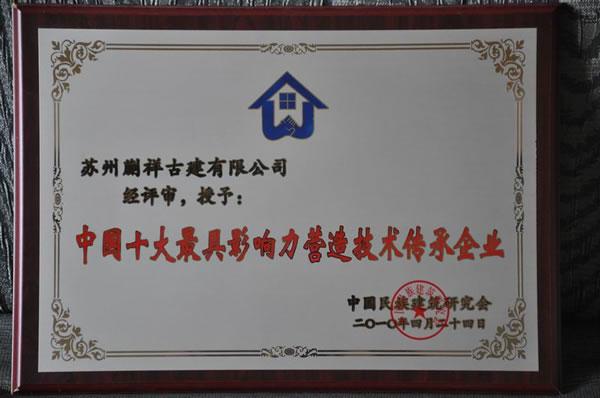 苏州蒯祥古建有限公司
经评审，授予：
中国十大最具影响力营造技术传承企业
中国民族建筑研究会
二〇一〇年四月二十四日